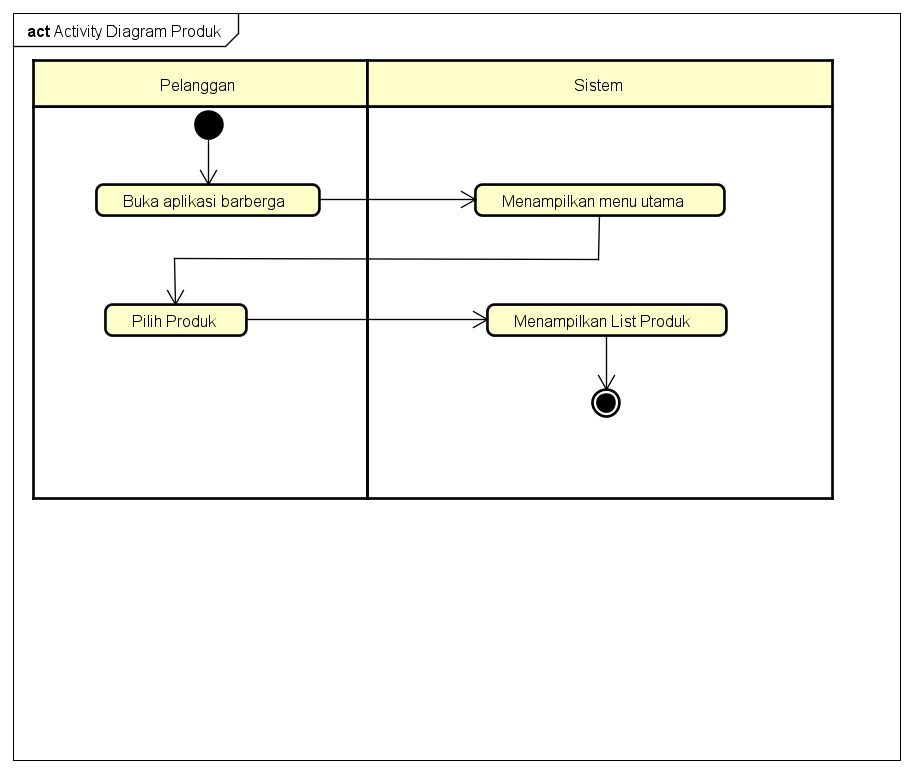 act Activity Diagram Produk
Pelanggan
Sistem
Buka aplikasi barberga
Menampilkan menu utama
Pilih Produk
Menampilkan List Produk